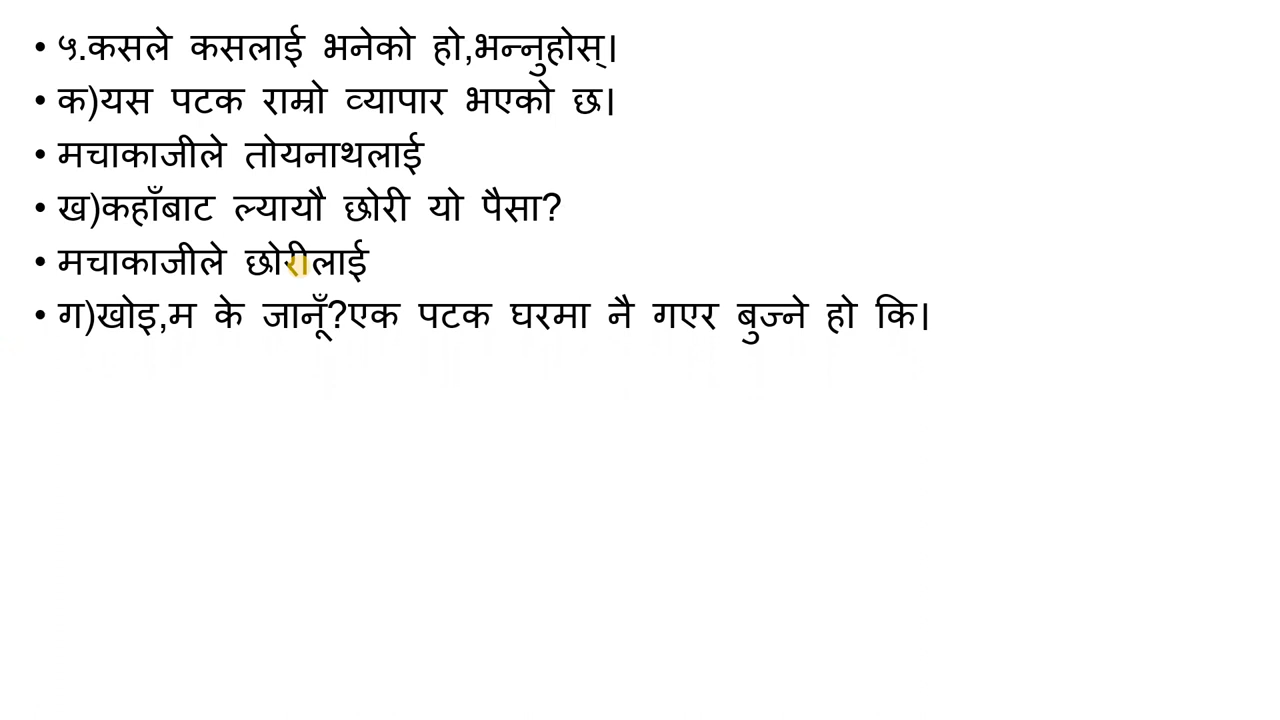 • ५.कसले कसलाई भनेको हो,भन्नुहोस्।
• क)यस पटक राम्रो व्यापार भएको छ।
• मचाकाजीले तोयनाथलाई
• ख)कहाँबाट ल्यायौ छोरी यो पैसा?
• मचाकाजीले छोरीलाई
• ग)खोइ,म के जानूँ?एक पटक घरमा नै गएर बुज्ने हो कि।